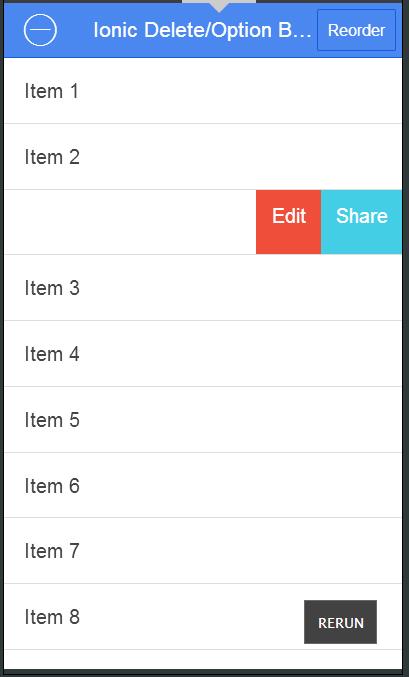 Ionic Delete/Option B...
Reorder
Item 1
Item 2
Edit Share
Item 3
Item 4
Item 5
Item 6
Item 7
Item 8
RERUN